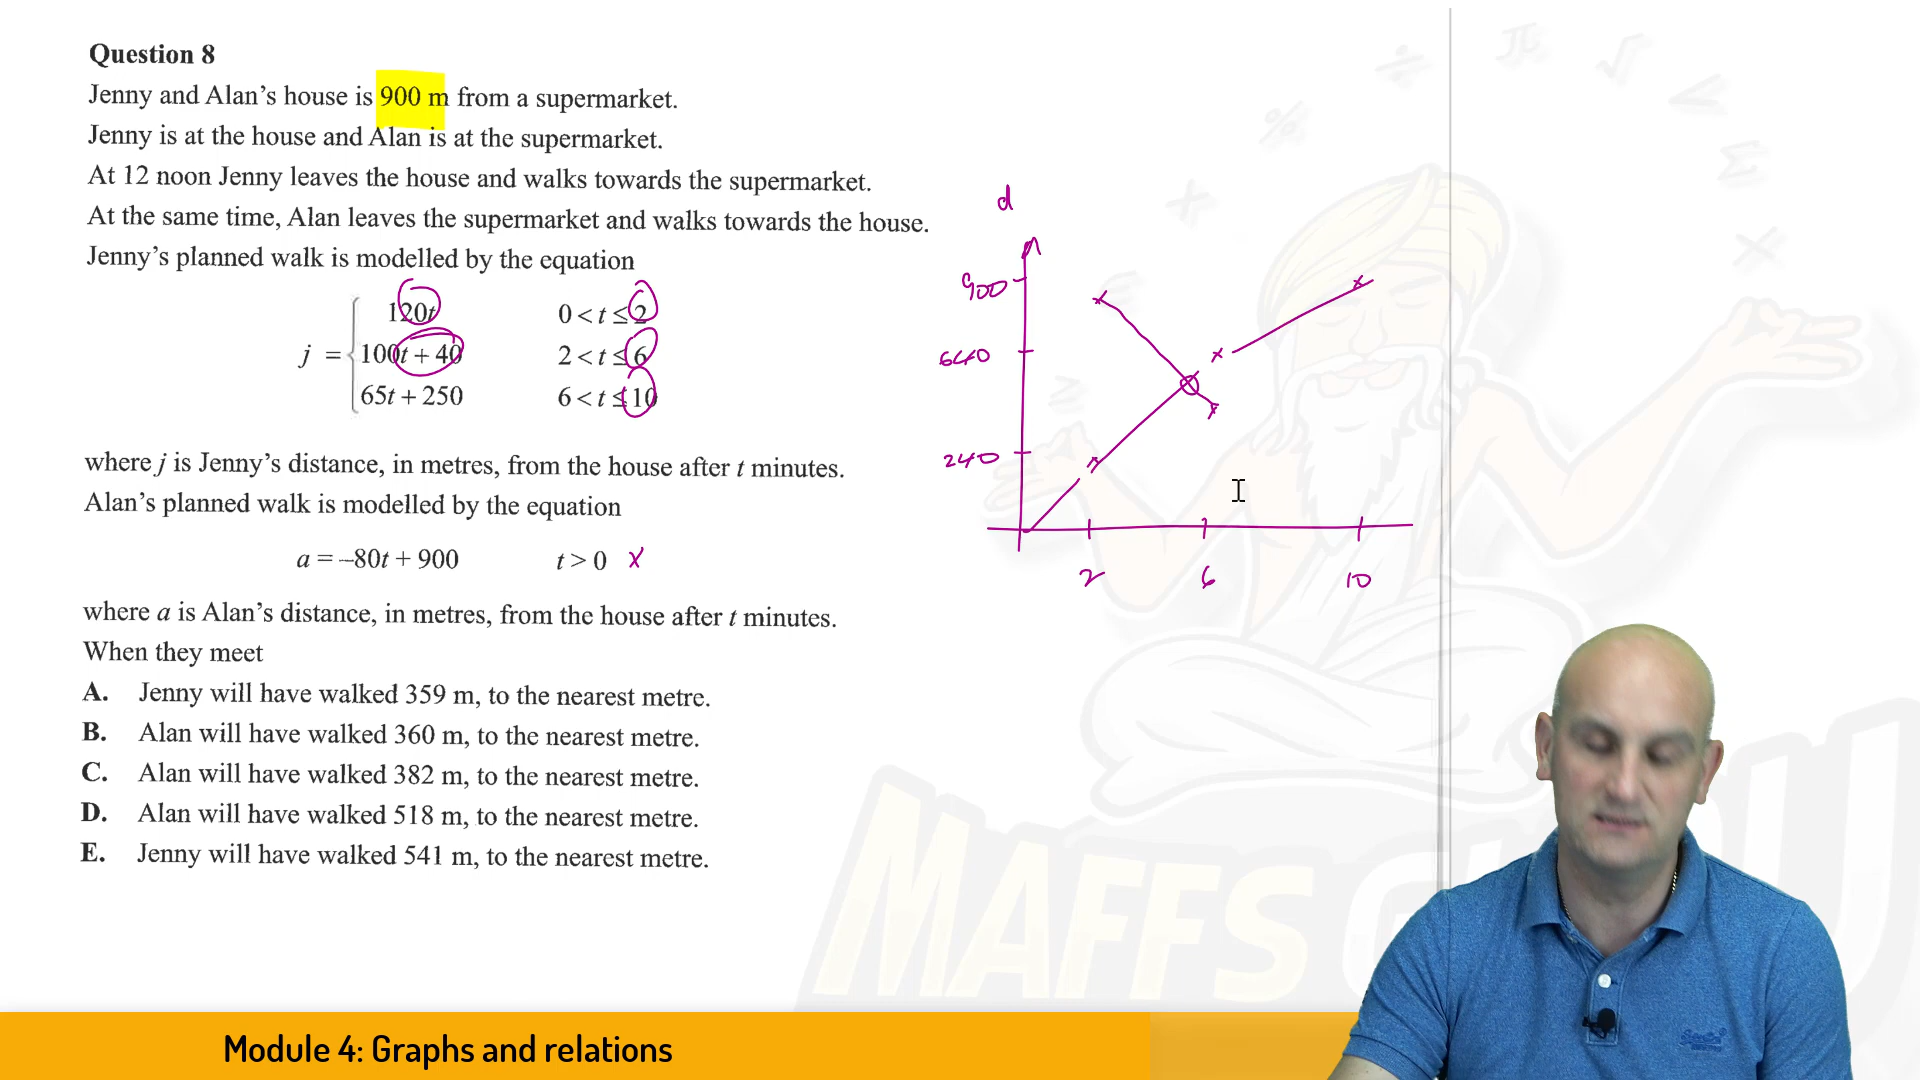 Question 8
Jenny and Alan's house is 900 m from a supermarket.
Jenny is at the house and Alan is at the supermarket.
At 12 noon Jenny leaves the house and walks towards the supermarket.
At the same time, Alan leaves the supermarket and walks towards the house.
Jenny's planned walk is modelled by the equation
120t 0 < t ≤ 2
j = 100t + 40 2 < t ≤ 6
65t + 250 6 < t ≤ 10
where j is Jenny's distance, in metres, from the house after t minutes.
Alan's planned walk is modelled by the equation
a = –80t + 900 t > 0 x
where a is Alan's distance, in metres, from the house after t minutes.
When they meet
A. Jenny will have walked 359 m, to the nearest metre.
B. Alan will have walked 360 m, to the nearest metre.
C. Alan will have walked 382 m, to the nearest metre.
D. Alan will have walked 518 m, to the nearest metre.
E. Jenny will have walked 541 m, to the nearest metre.
d
900
640
240
2 6 10
MAFFS GURU
Module 4: Graphs and relations